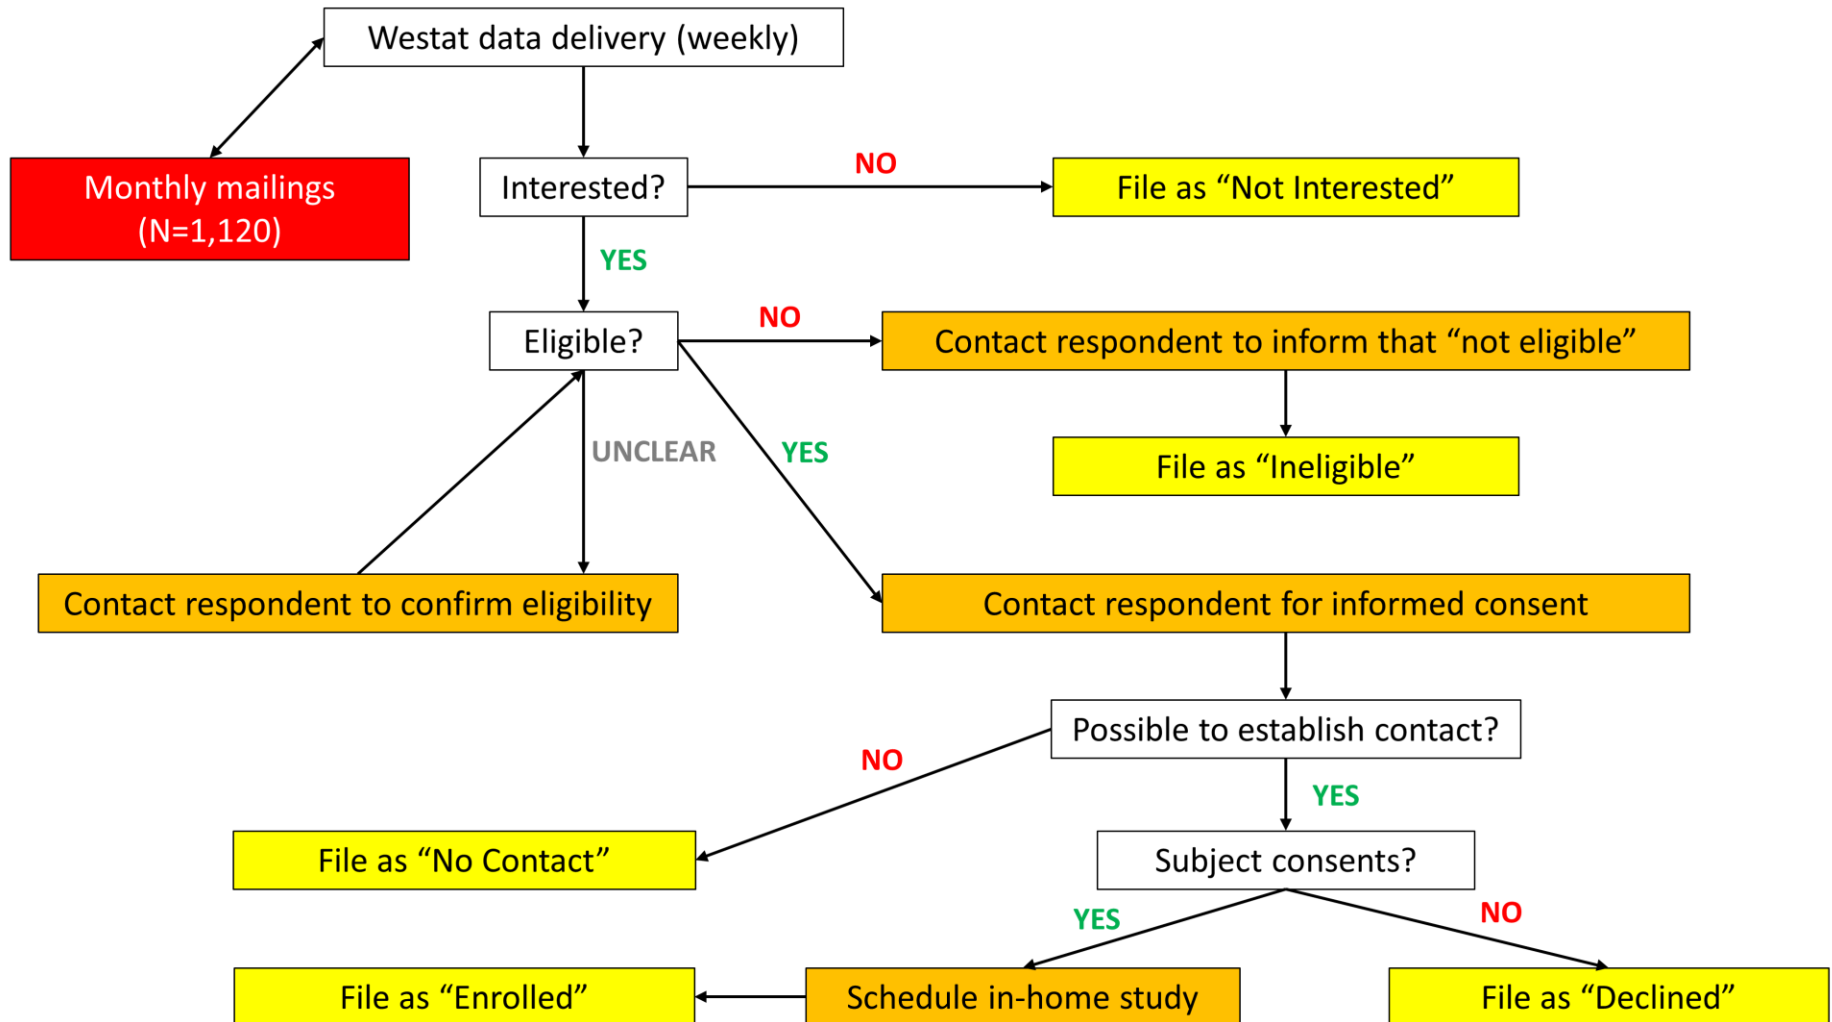 Westat data delivery (weekly)
Monthly mailings
(N=1,120)
Interested?
NO
File as “Not Interested”
YES
Eligible?
NO
Contact respondent to inform that “not eligible”
UNCLEAR
YES
File as “Ineligible”
Contact respondent to confirm eligibility
Contact respondent for informed consent
Possible to establish contact?
NO
YES
File as “No Contact”
Subject consents?
YES
NO
File as “Enrolled”
Schedule in-home study
File as “Declined”